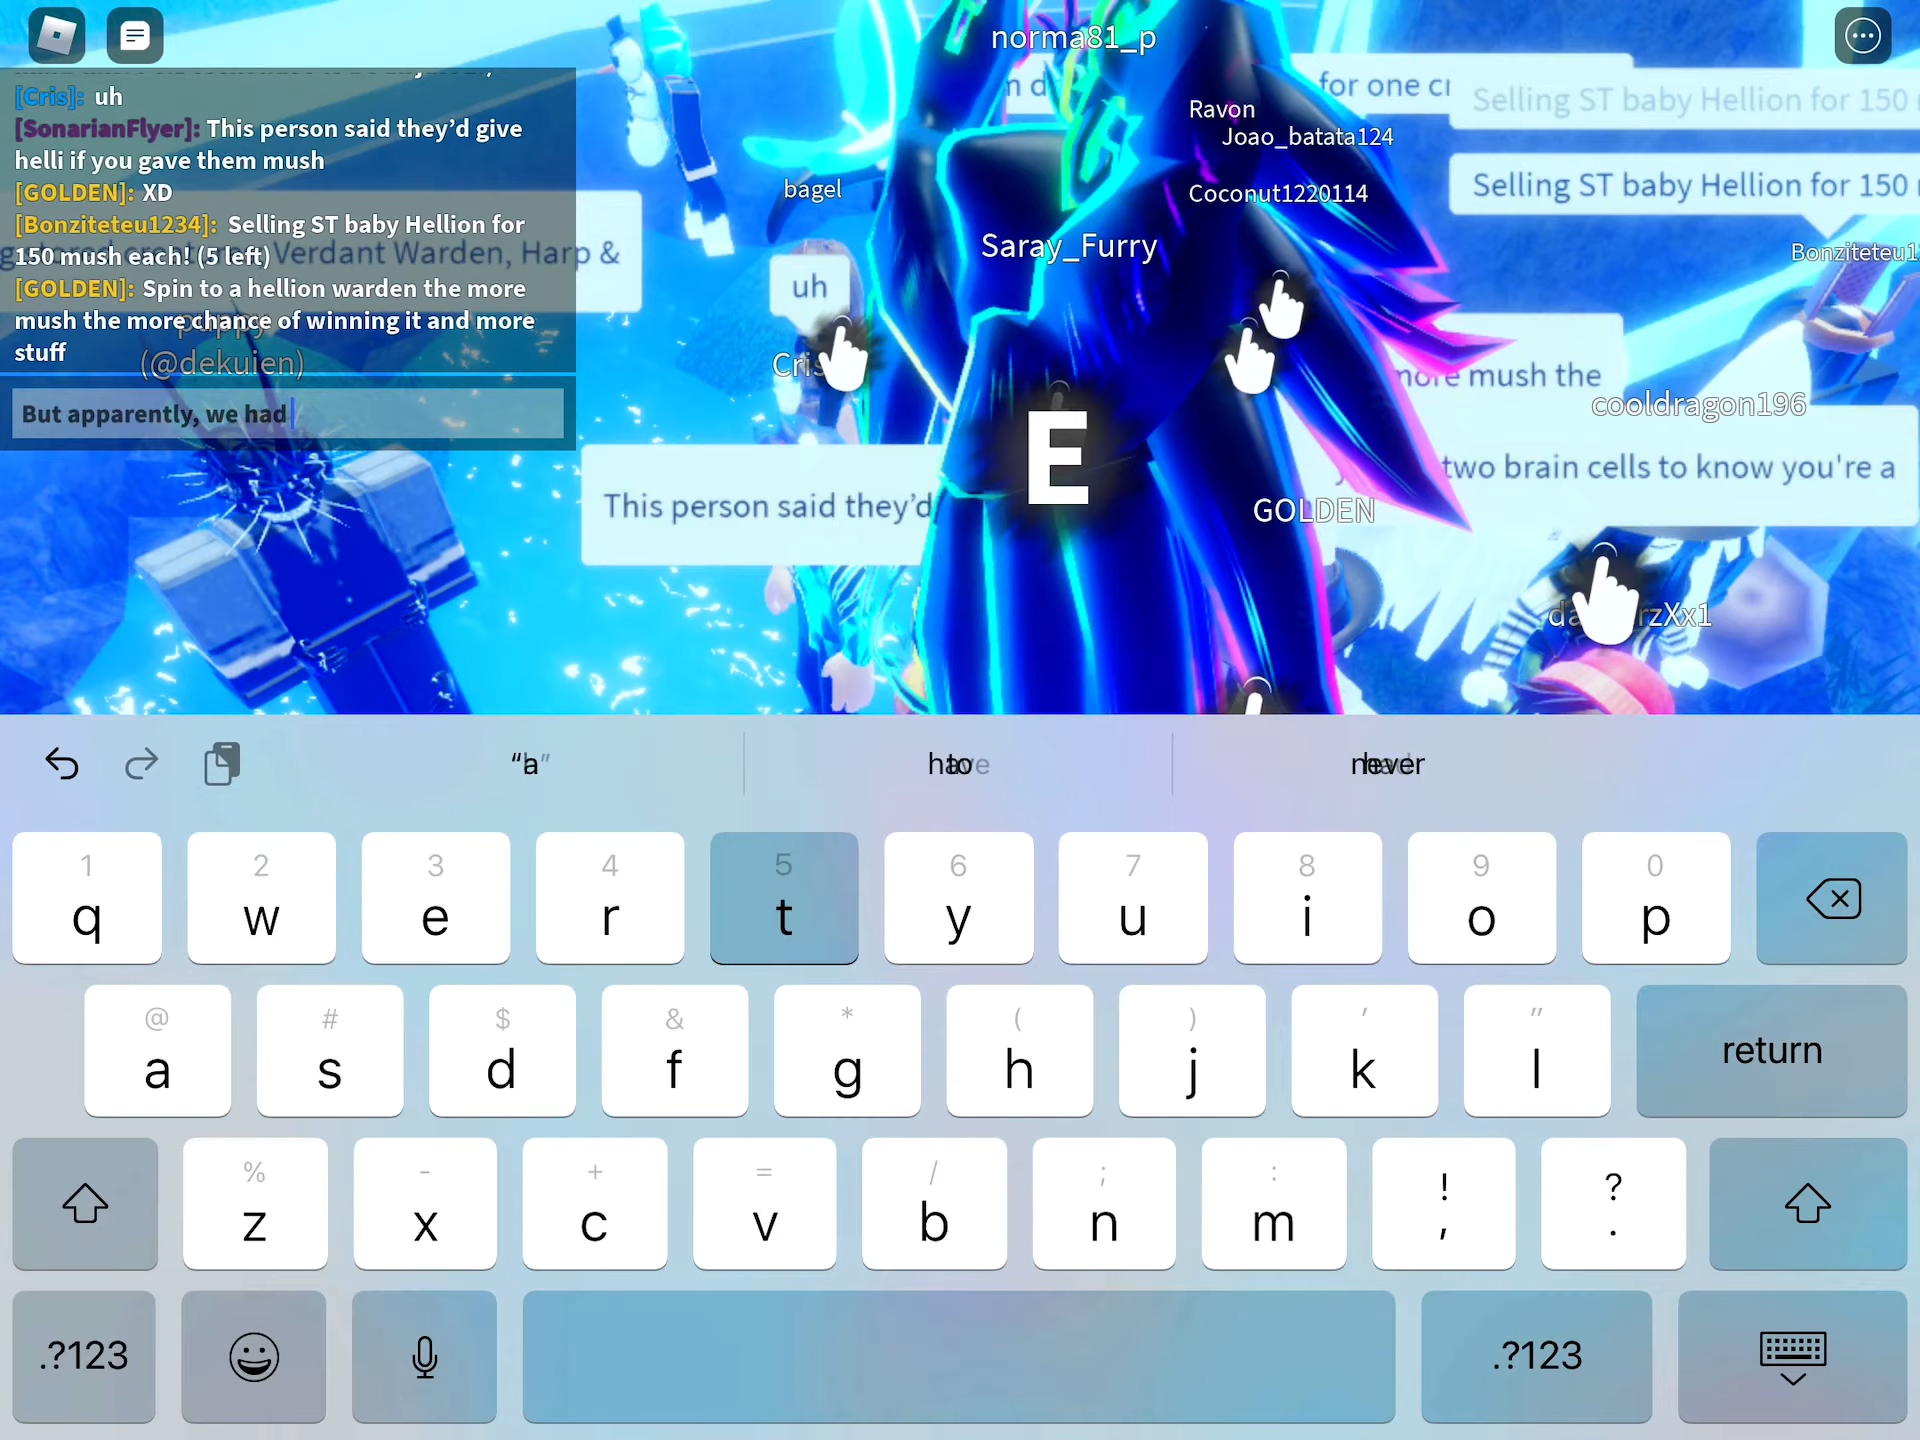 norma81_p
[Cris]: uh
[SonarianFlyer]: This person said they’d give
helli if you gave them mush
[GOLDEN]: XD
[Bonziteteu1234]: Selling ST baby Hellion for
150 mush each! (5 left)
[GOLDEN]: Spin to a hellion warden the more
mush the more chance of winning it and more
stuff
Verdant Warden, Harp &
puppy
(@dekuien)
But apparently, we had
for one
Selling ST baby Hellion for 150
Ravon
Joao_batata124
bagel
Coconut1220114
Selling ST baby Hellion for 150
Saray_Furry
Bonziteteu1
uh
Cris
more mush the
cooldragon196
two brain cells to know you're a
E
This person said they’d
GOLDEN
rzXx1
“a”
never
1 2 3 4 5 6 7 8 9 0
q w e r t y u i o p
@ # $ & * ( ) ’ ”
a s d f g h j k l return
% - + = / ; : ! ?
z x c v b n m , .
.?123 .?123